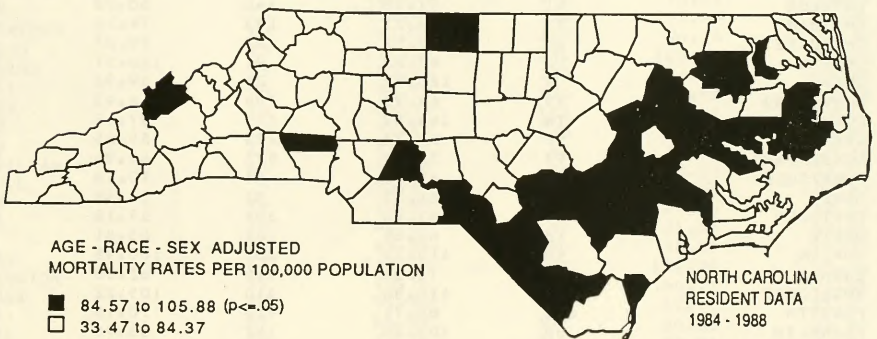 AGE - RACE - SEX ADJUSTED
MORTALITY RATES PER 100,000 POPULATION
84.57 to 105.88 (p<=.05)
33.47 to 84.37
NORTH CAROLINA
RESIDENT DATA
1984 - 1988